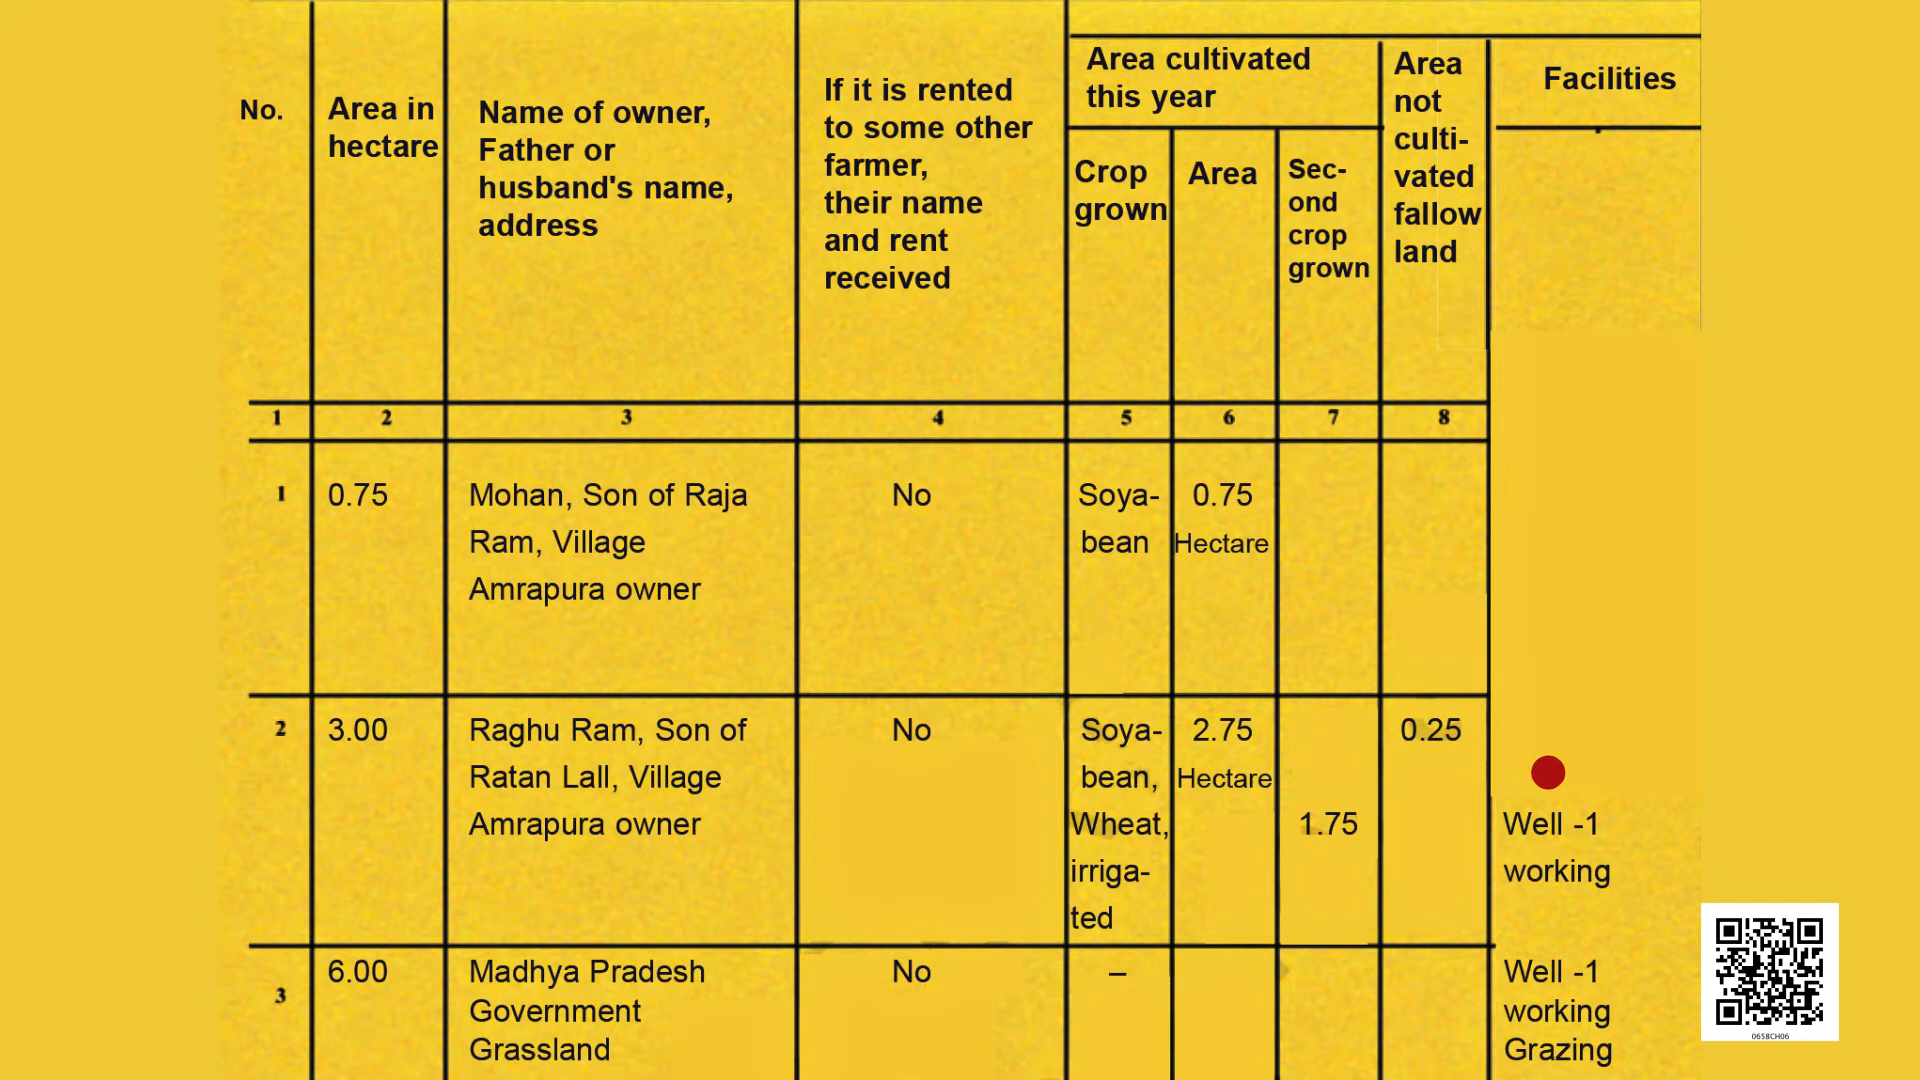 No.
Area in
hectare
Name of owner,
Father or
husband's name,
address
If it is rented
to some other
farmer,
their name
and rent
received
Area cultivated
this year
Crop
grown
Area
Sec-
ond
crop
grown
Area
not
culti-
vated
fallow
land
Facilities
1 2 3 4 5 6 7 8
1
0.75
Mohan, Son of Raja
Ram, Village
Amrapura owner
No
Soya-
bean
0.75
Hectare
2
3.00
Raghu Ram, Son of
Ratan Lall, Village
Amrapura owner
No
Soya-
bean,
Wheat,
irriga-
ted
2.75
Hectare
1.75
0.25
Well -1
working
3
6.00
Madhya Pradesh
Government
Grassland
No
–
Well -1
working
Grazing
0658CH06